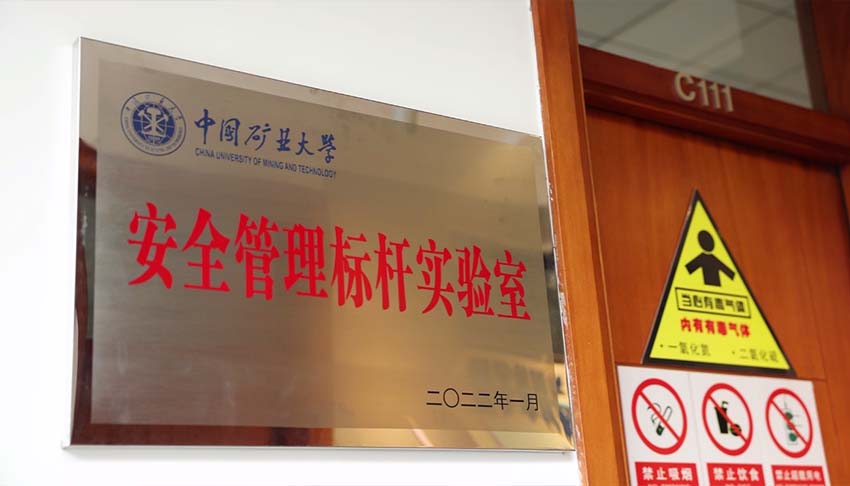 中国矿业大学
CHINA UNIVERSITY OF MINING AND TECHNOLOGY
安全管理标杆实验室
二〇二二年一月
C111
当心有毒气体
内有有毒气体
·一氧化氮 ·二氧化硫
禁止吸烟
禁止饮食